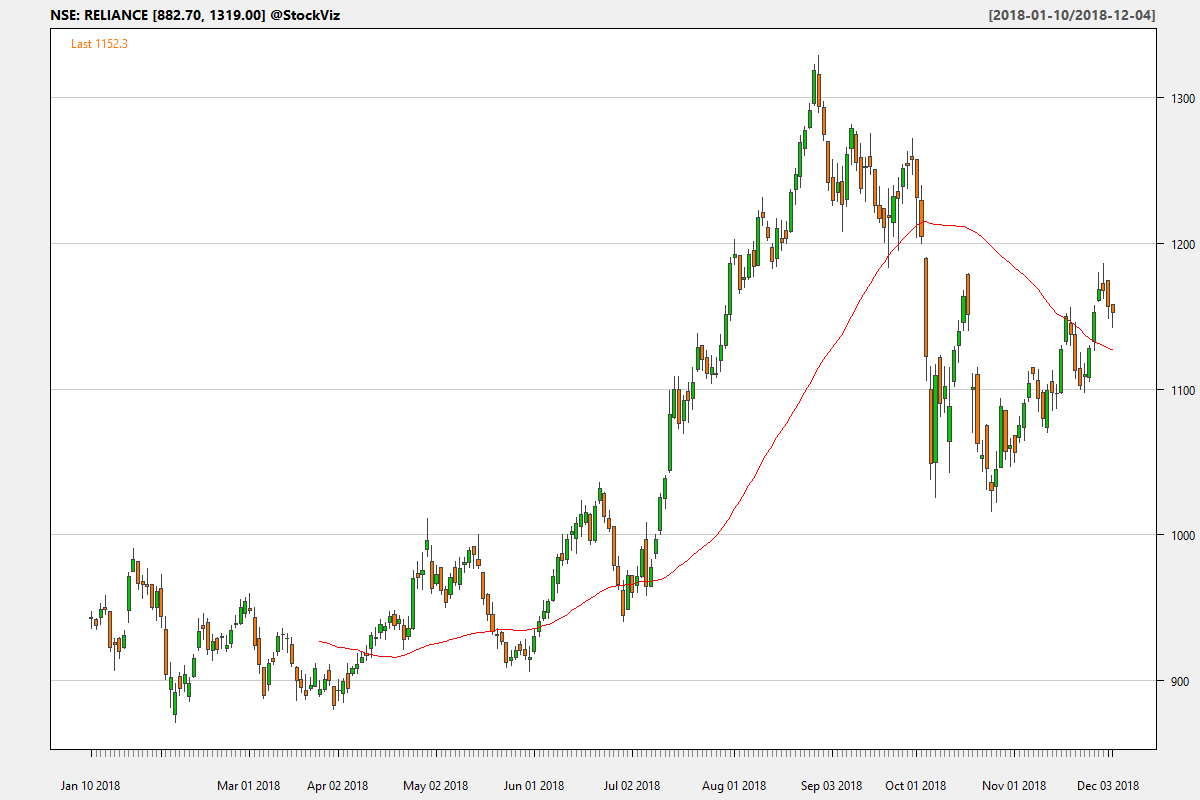 NSE: RELIANCE [882.70, 1319.00] @StockViz
[2018-01-10/2018-12-04]
Last 1152.3
1300
1200
1100
1000
900
Jan 10 2018 Mar 01 2018 Apr 02 2018 May 02 2018 Jun 01 2018 Jul 02 2018 Aug 01 2018 Sep 03 2018 Oct 01 2018 Nov 01 2018 Dec 03 2018